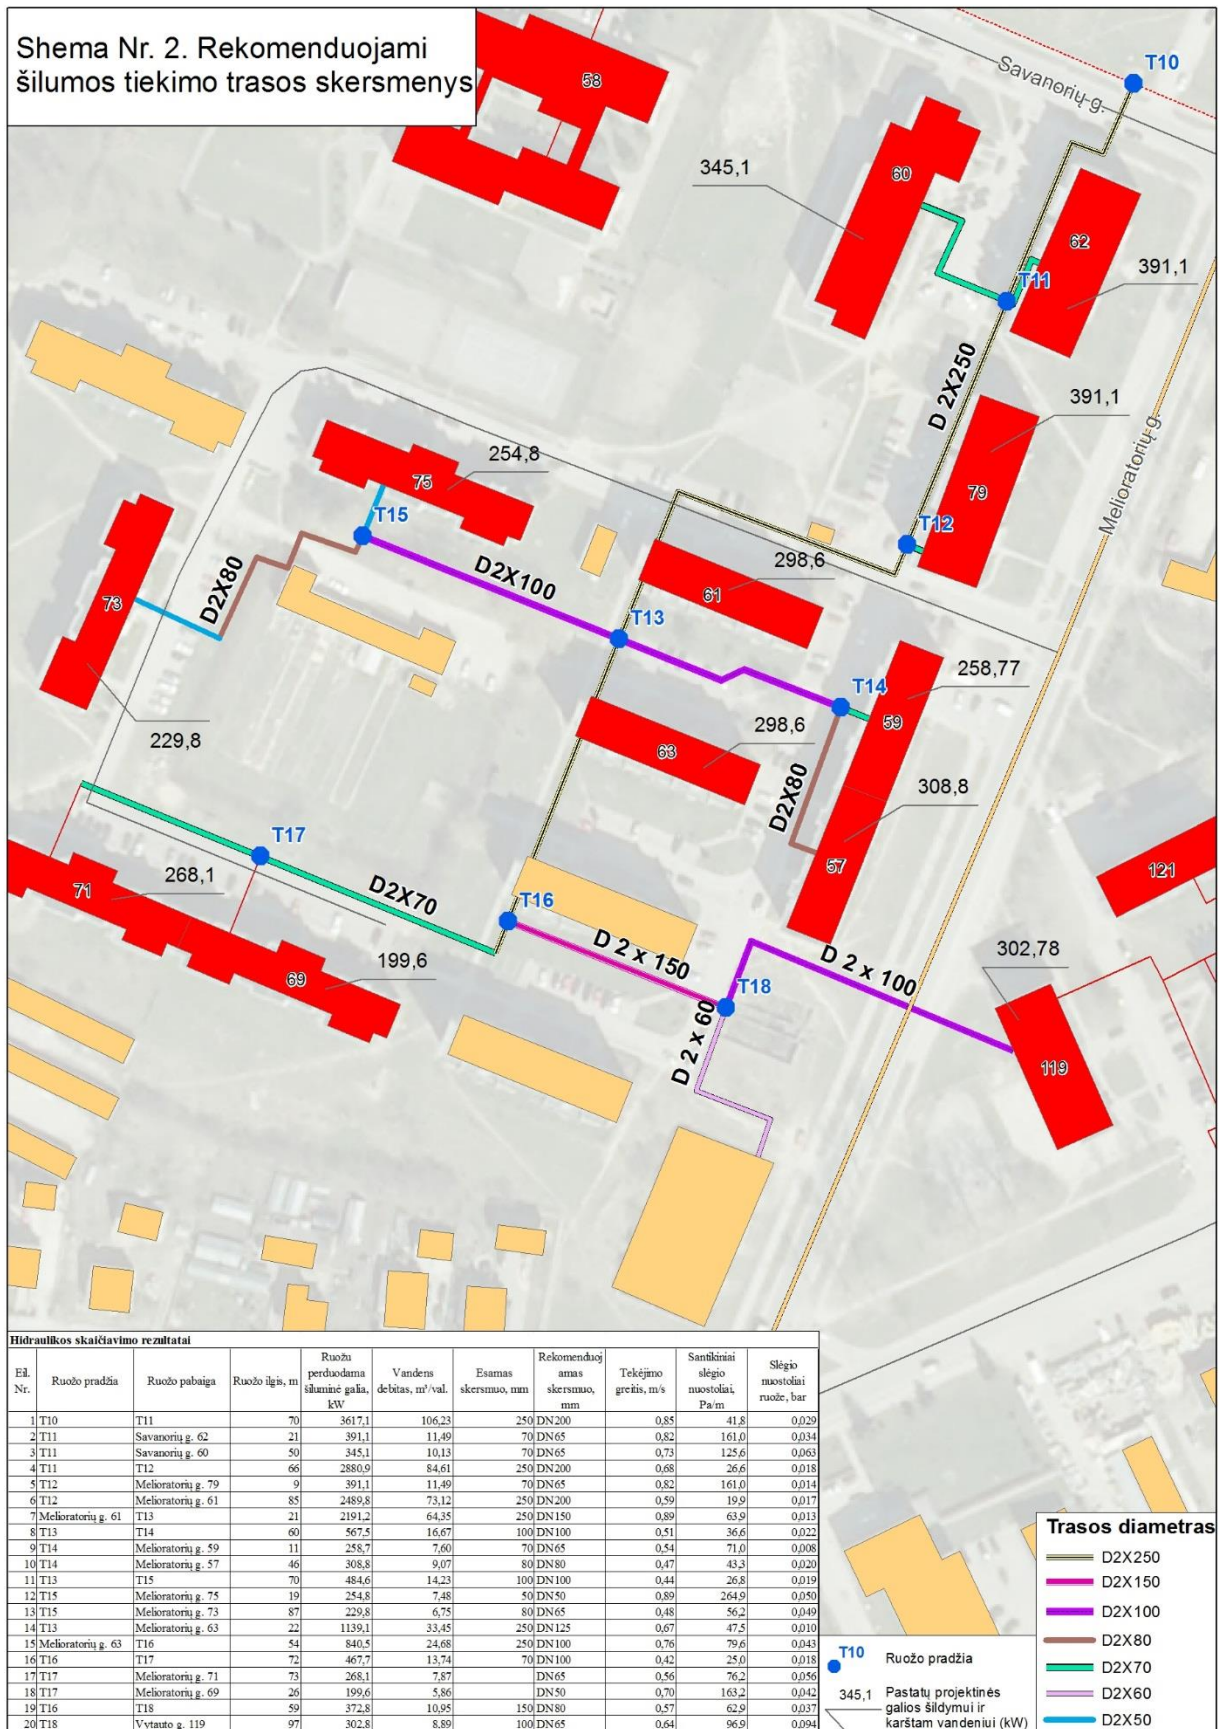 Shema Nr. 2. Rekomenduojami
šilumos tiekimo trasos skersmenys
58
Savanorių g.
T10
345,1
60
62
T11
391,1
D 2X250
391,1
Melioratorių g.
79
T12
75
254,8
T15
D2X80
73
D2X100
298,6
61
T13
229,8
258,77
T14
59
63
298,6
D2X80
308,8
57
T17
71
268,1
D2X70
T16
D 2 x 150
69
199,6
D 2 x 100
302,78
121
T18
D 2 x 60
119
Hidraulikos skaičiavimo rezultatai
Eil. Nr. Ruožo pradžia Ruožo pabaiga Ruožo ilgis, m Ruožu perduodama šiluminė galia, kW Vandens debitas, m³/val. Esamas skersmuo, mm Rekomenduoj amas skersmuo, mm Tekėjimo greitis, m/s Santikiniai slėgio nuostoliai, Pa/m Slėgio nuostoliai ruože, bar
1 T10 T11 70 3617,1 106,23 250 DN200 0,85 41,8 0,029
2 T11 Savanorių g. 62 21 391,1 11,49 70 DN65 0,82 161,0 0,034
3 T11 Savanorių g. 60 50 345,1 10,13 70 DN65 0,73 125,6 0,063
4 T11 T12 66 2880,9 84,61 250 DN200 0,68 26,6 0,018
5 T12 Melioratorių g. 79 9 391,1 11,49 70 DN65 0,82 161,0 0,014
6 T12 Melioratorių g. 61 85 2489,8 73,12 250 DN200 0,59 19,9 0,017
7 Melioratorių g. 61 T13 21 2191,2 64,35 250 DN150 0,89 63,9 0,013
8 T13 T14 60 567,5 16,67 100 DN100 0,51 36,6 0,022
9 T14 Melioratorių g. 59 11 258,7 7,60 70 DN65 0,54 71,0 0,008
10 T14 Melioratorių g. 57 46 308,8 9,07 80 DN80 0,47 43,3 0,020
11 T13 T15 70 484,6 14,23 100 DN100 0,44 26,8 0,019
12 T15 Melioratorių g. 75 19 254,8 7,48 50 DN50 0,89 264,9 0,050
13 T15 Melioratorių g. 73 87 229,8 6,75 80 DN65 0,48 56,2 0,049
14 T13 Melioratorių g. 63 22 1139,1 33,45 250 DN125 0,67 47,5 0,010
15 Melioratorių g. 63 T16 54 840,5 24,68 250 DN100 0,76 79,6 0,043
16 T16 T17 72 467,7 13,74 70 DN100 0,42 25,0 0,018
17 T17 Melioratorių g. 71 73 268,1 7,87 DN65 0,56 76,2 0,056
18 T17 Melioratorių g. 69 26 199,6 5,86 DN50 0,70 163,2 0,042
19 T16 T18 59 372,8 10,95 150 DN80 0,57 62,9 0,037
20 T18 Vytauto g. 119 97 302,8 8,89 100 DN65 0,64 96,9 0,094
T10 Ruožo pradžia
345,1 Pastatų projektinės
galios šildymui ir
karštam vandeniui (kW)
Trasos diametras
D2X250
D2X150
D2X100
D2X80
D2X70
D2X60
D2X50